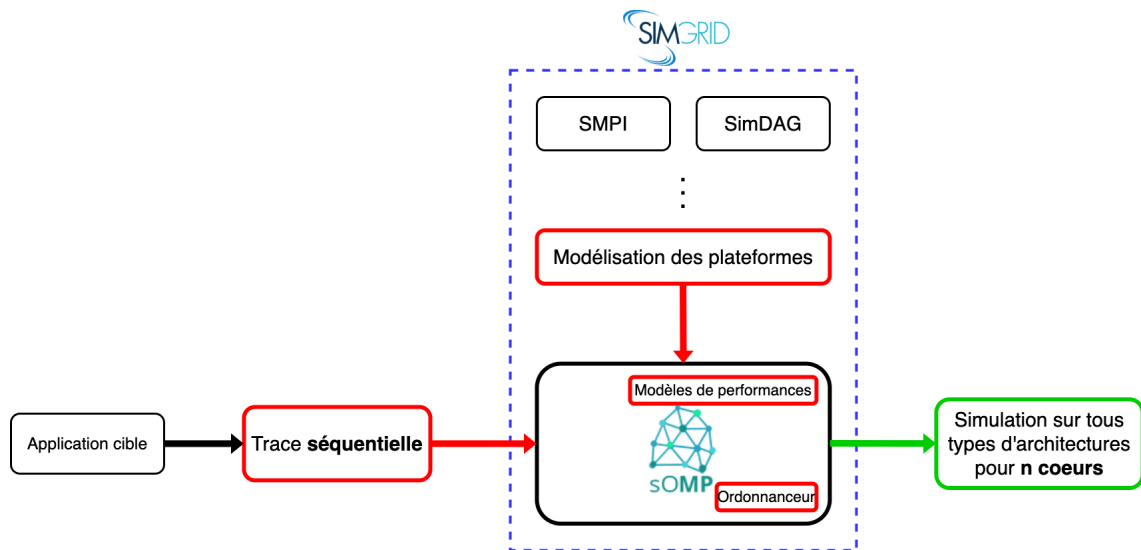 SIMGRID
SMPI
SimDAG
Modélisation des plateformes
Modèles de performances
sOMP
Ordonnanceur
Application cible
Trace séquentielle
Simulation sur tous
types d'architectures
pour n coeurs